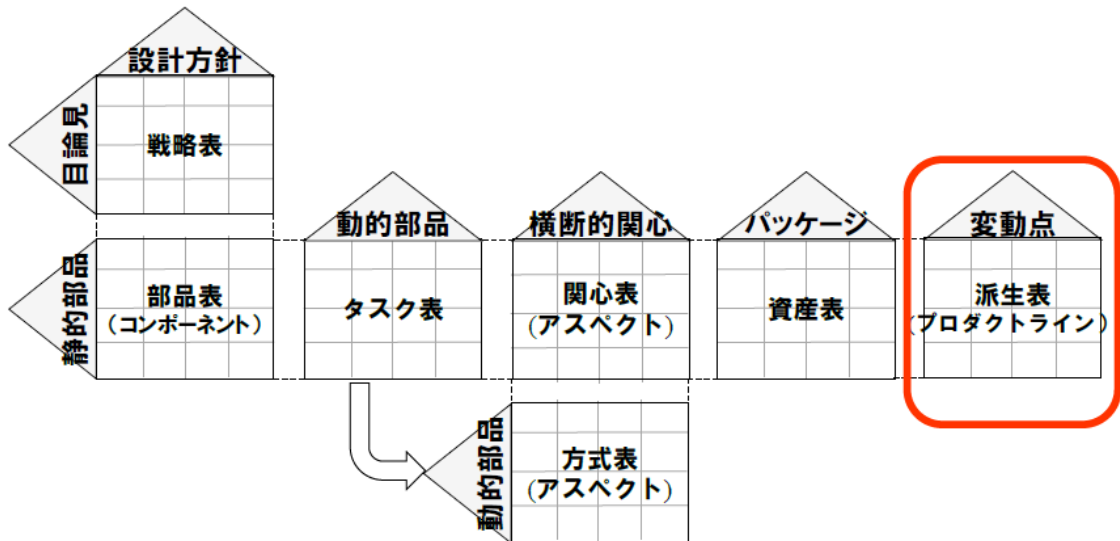 設計方針
目論見
戦略表
動的部品
横断的関心
パッケージ
変動点
静的部品
部品表
(コンポーネント)
タスク表
関心表
(アスペクト)
資産表
派生表
(プロダクトライン)
動的部品
方式表
(アスペクト)